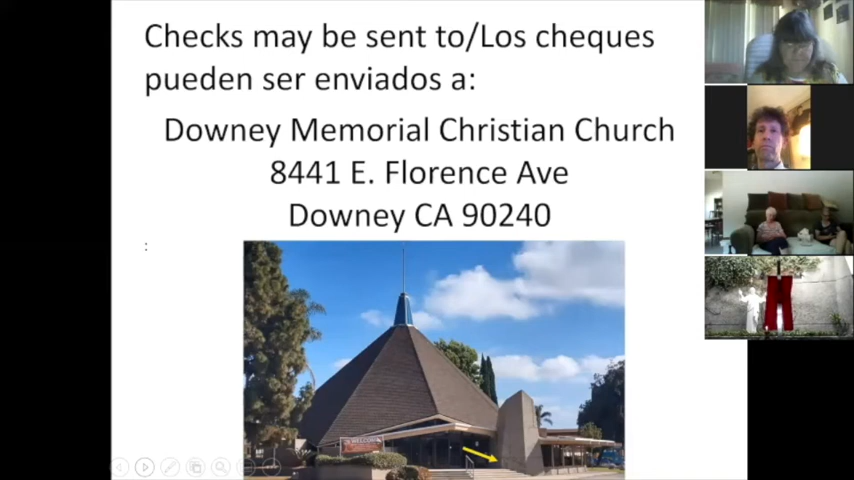 Checks may be sent to/Los cheques
pueden ser enviados a:
Downey Memorial Christian Church
8441 E. Florence Ave
Downey CA 90240
:
WELCOME